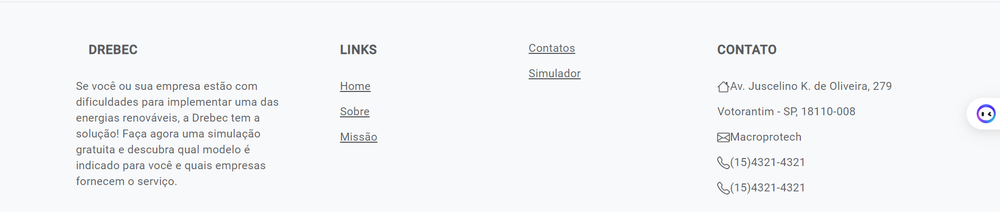 DREBEC
Se você ou sua empresa estão com
dificuldades para implementar uma das
energias renováveis, a Drebec tem a
solução! Faça agora uma simulação
gratuita e descubra qual modelo é
indicado para você e quais empresas
fornecem o serviço.
LINKS
Home
Sobre
Missão
Contatos
Simulador
CONTATO
Av. Juscelino K. de Oliveira, 279
Votorantim - SP, 18110-008
Macroprotech
(15)4321-4321
(15)4321-4321